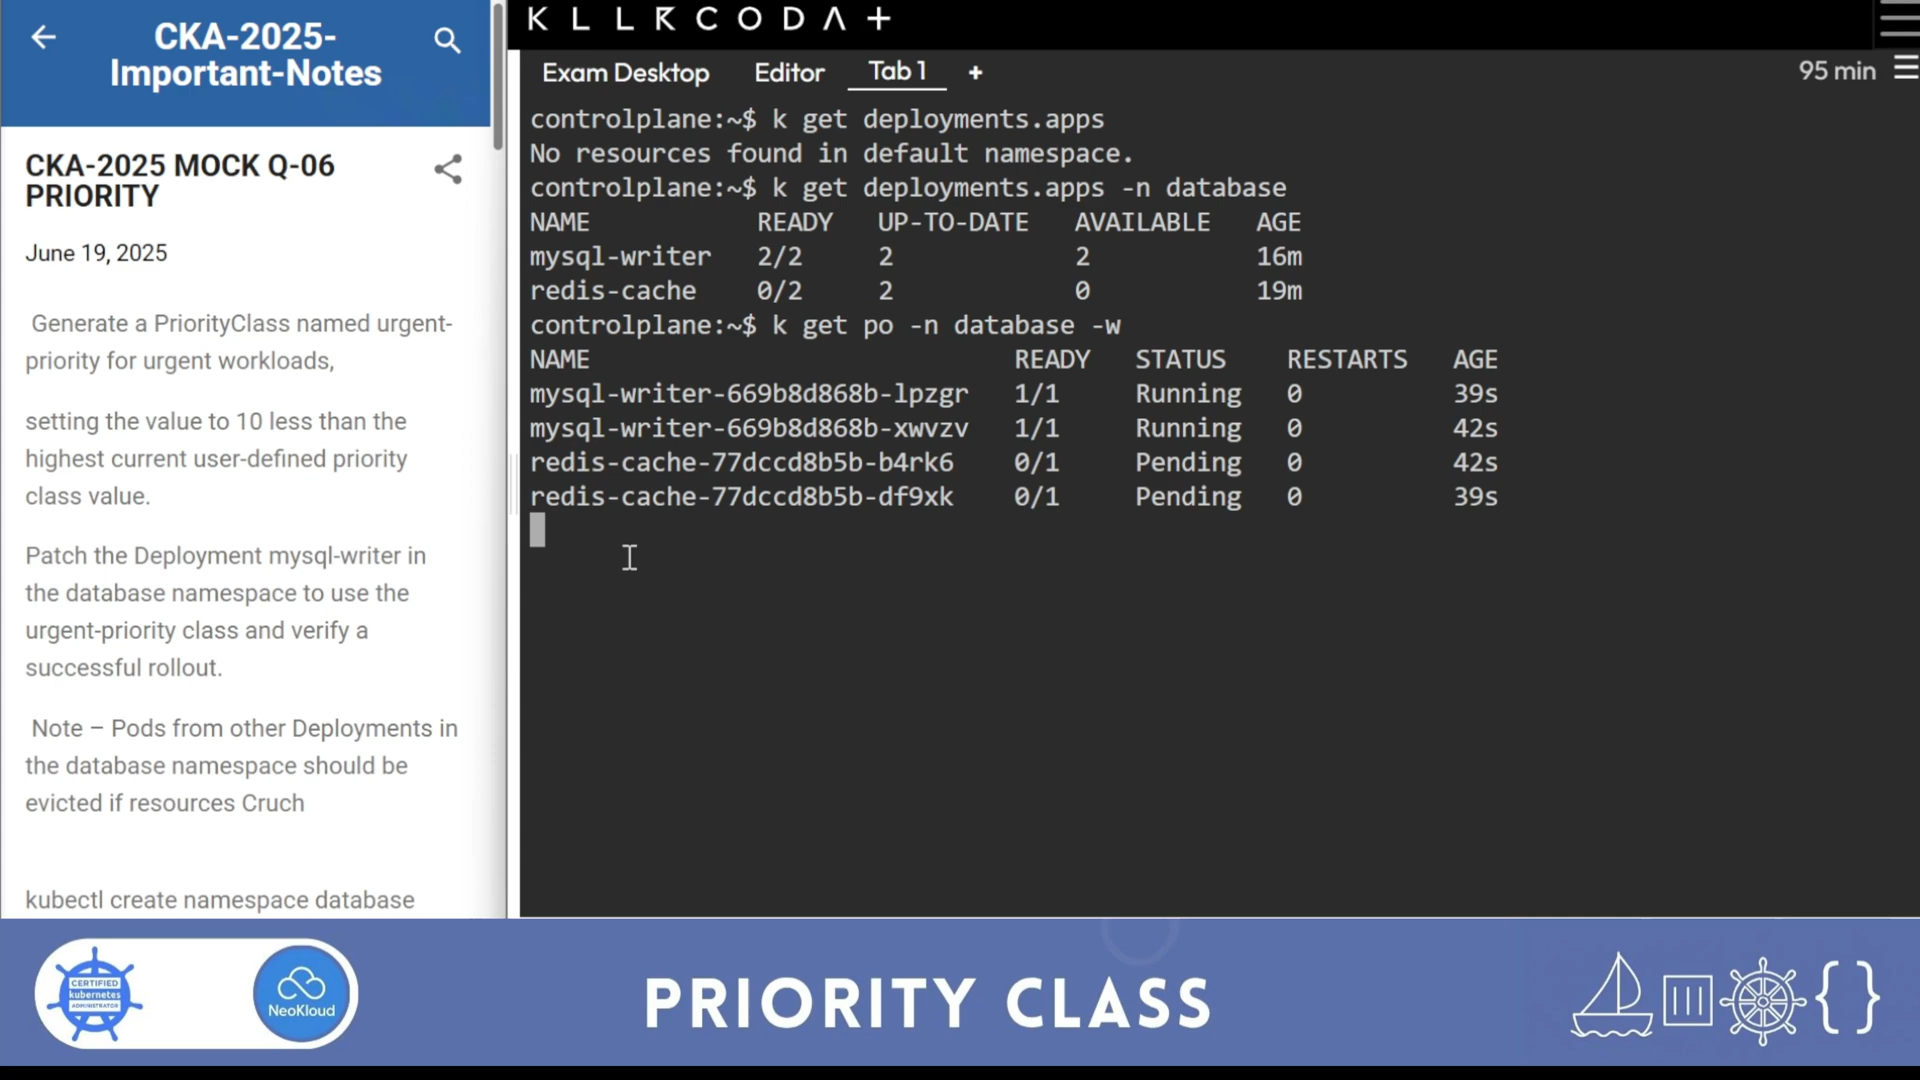 CKA-2025-
Important-Notes
CKA-2025 MOCK Q-06
PRIORITY
June 19, 2025
Generate a PriorityClass named urgent-
priority for urgent workloads,
setting the value to 10 less than the
highest current user-defined priority
class value.
Patch the Deployment mysql-writer in
the database namespace to use the
urgent-priority class and verify a
successful rollout.
Note – Pods from other Deployments in
the database namespace should be
evicted if resources Cruch
kubectl create namespace database
KILLERCODA+
Exam Desktop Editor Tab 1 + 95 min
controlplane:~$ k get deployments.apps
No resources found in default namespace.
controlplane:~$ k get deployments.apps -n database
NAME READY UP-TO-DATE AVAILABLE AGE
mysql-writer 2/2 2 2 16m
redis-cache 0/2 2 0 19m
controlplane:~$ k get po -n database -w
NAME READY STATUS RESTARTS AGE
mysql-writer-669b8d868b-lpzgr 1/1 Running 0 39s
mysql-writer-669b8d868b-xwvzv 1/1 Running 0 42s
redis-cache-77dccd8b5b-b4rk6 0/1 Pending 0 42s
redis-cache-77dccd8b5b-df9xk 0/1 Pending 0 39s
CERTIFIED
kubernetes
ADMINISTRATOR
NeoKloud
PRIORITY CLASS